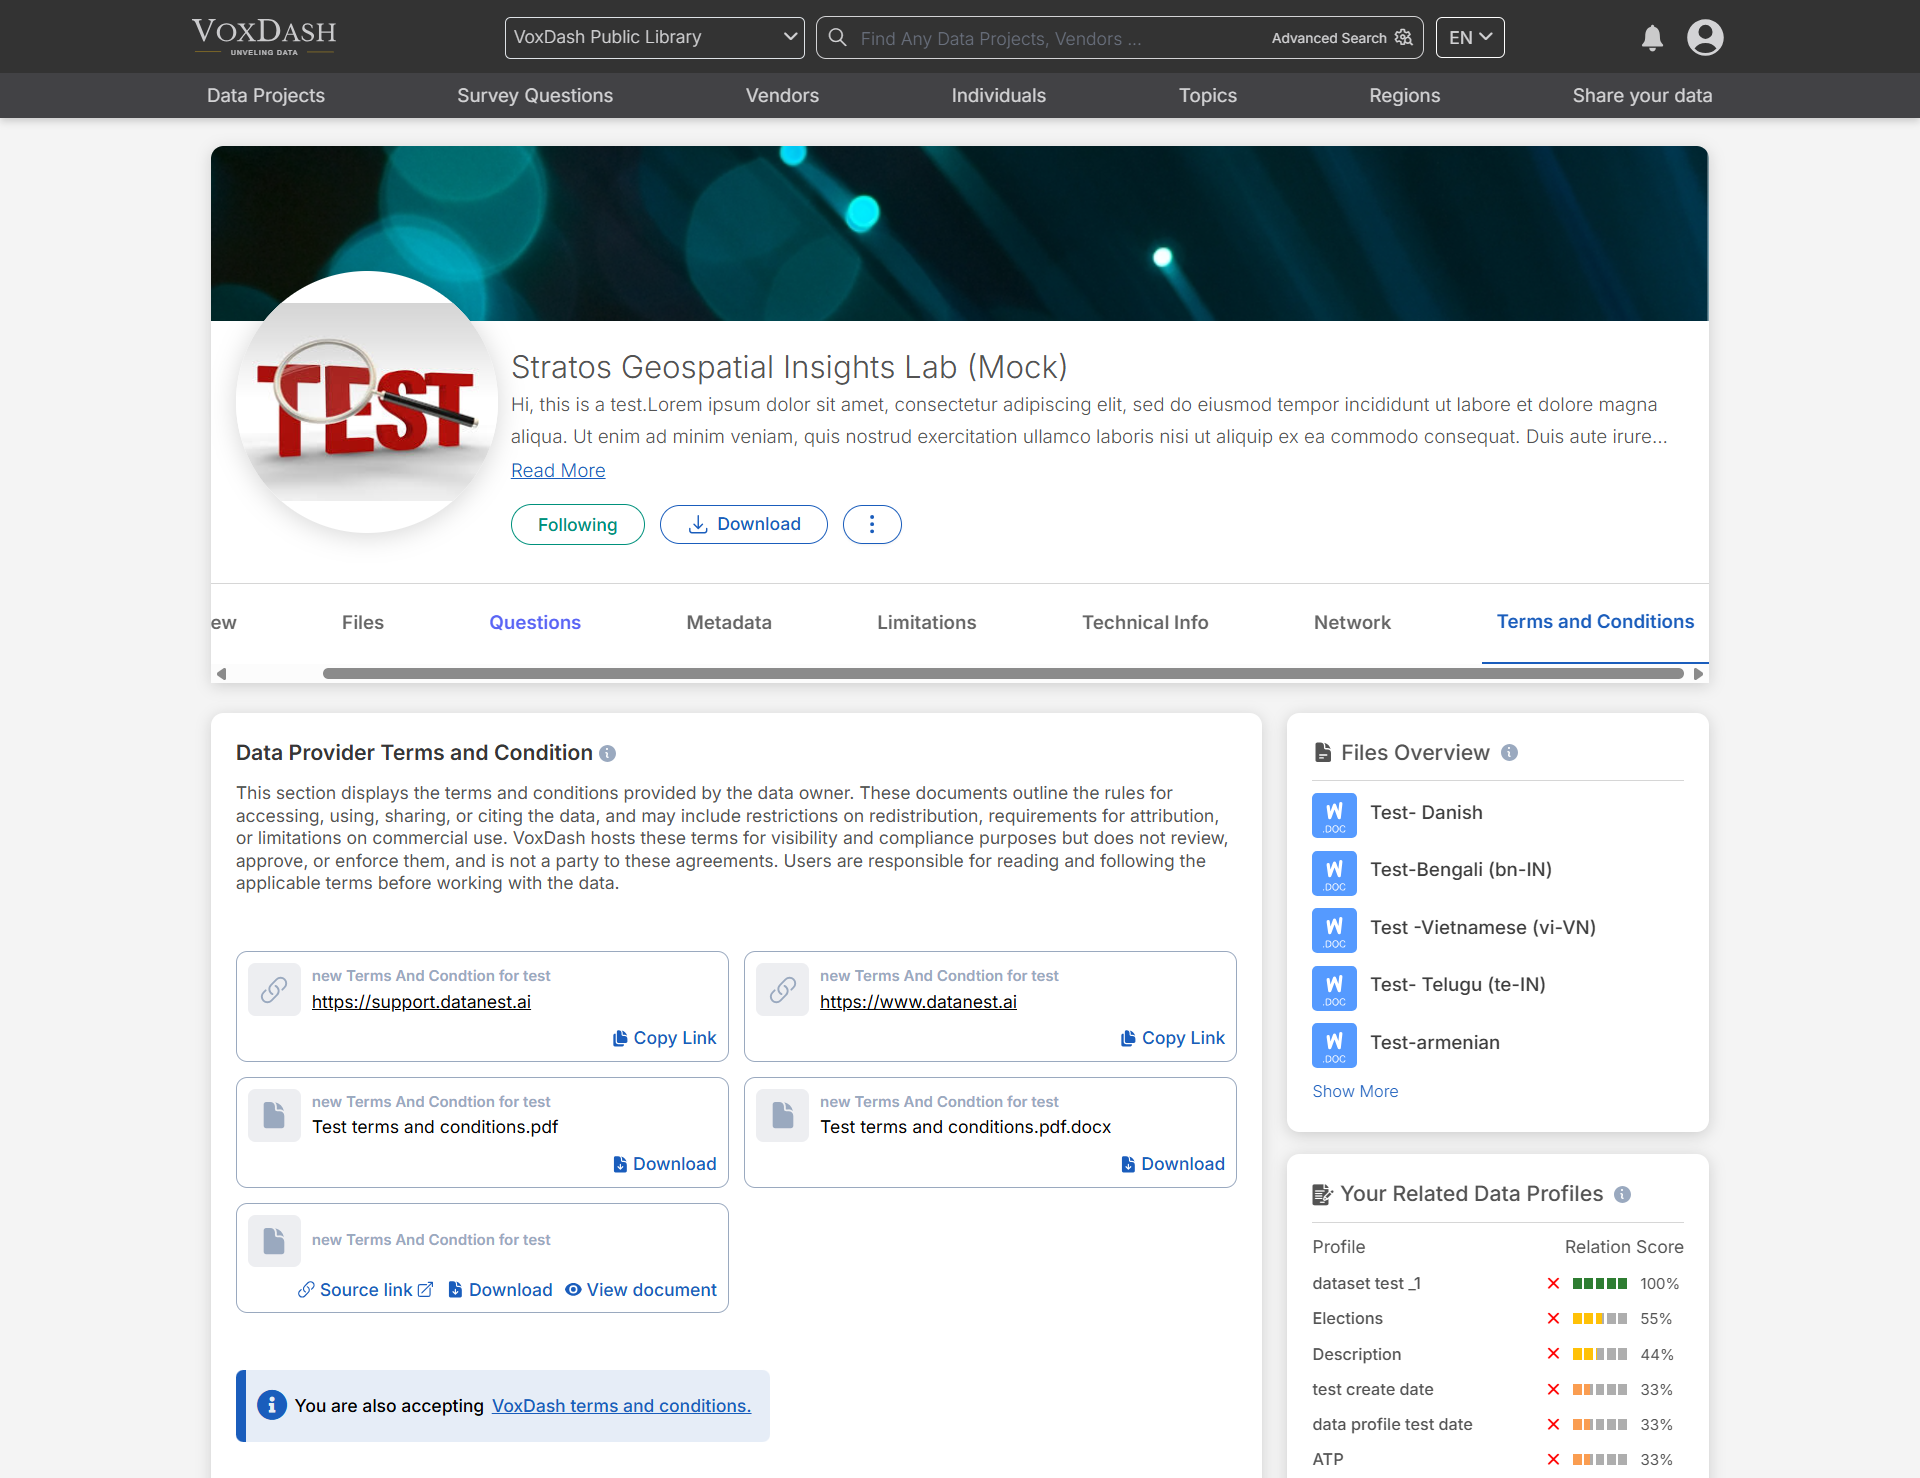 VOXDASH
UNVELING DATA
VoxDash Public Library
Find Any Data Projects, Vendors ...
Advanced Search
EN
Data Projects
Survey Questions
Vendors
Individuals
Topics
Regions
Share your data
TEST
Stratos Geospatial Insights Lab (Mock)
Hi, this is a test.Lorem ipsum dolor sit amet, consectetur adipiscing elit, sed do eiusmod tempor incididunt ut labore et dolore magna
aliqua. Ut enim ad minim veniam, quis nostrud exercitation ullamco laboris nisi ut aliquip ex ea commodo consequat. Duis aute irure...
Read More
Following
Download
ew
Files
Questions
Metadata
Limitations
Technical Info
Network
Terms and Conditions
Data Provider Terms and Condition
This section displays the terms and conditions provided by the data owner. These documents outline the rules for
accessing, using, sharing, or citing the data, and may include restrictions on redistribution, requirements for attribution,
or limitations on commercial use. VoxDash hosts these terms for visibility and compliance purposes but does not review,
approve, or enforce them, and is not a party to these agreements. Users are responsible for reading and following the
applicable terms before working with the data.
new Terms And Condtion for test
https://support.datanest.ai
Copy Link
new Terms And Condtion for test
https://www.datanest.ai
Copy Link
new Terms And Condtion for test
Test terms and conditions.pdf
Download
new Terms And Condtion for test
Test terms and conditions.pdf.docx
Download
new Terms And Condtion for test
Source link
Download
View document
You are also accepting VoxDash terms and conditions.
Files Overview
W
.DOC
Test- Danish
W
.DOC
Test-Bengali (bn-IN)
W
.DOC
Test -Vietnamese (vi-VN)
W
.DOC
Test- Telugu (te-IN)
W
.DOC
Test-armenian
Show More
Your Related Data Profiles
Profile Relation Score
dataset test _1 100%
Elections 55%
Description 44%
test create date 33%
data profile test date 33%
ATP 33%